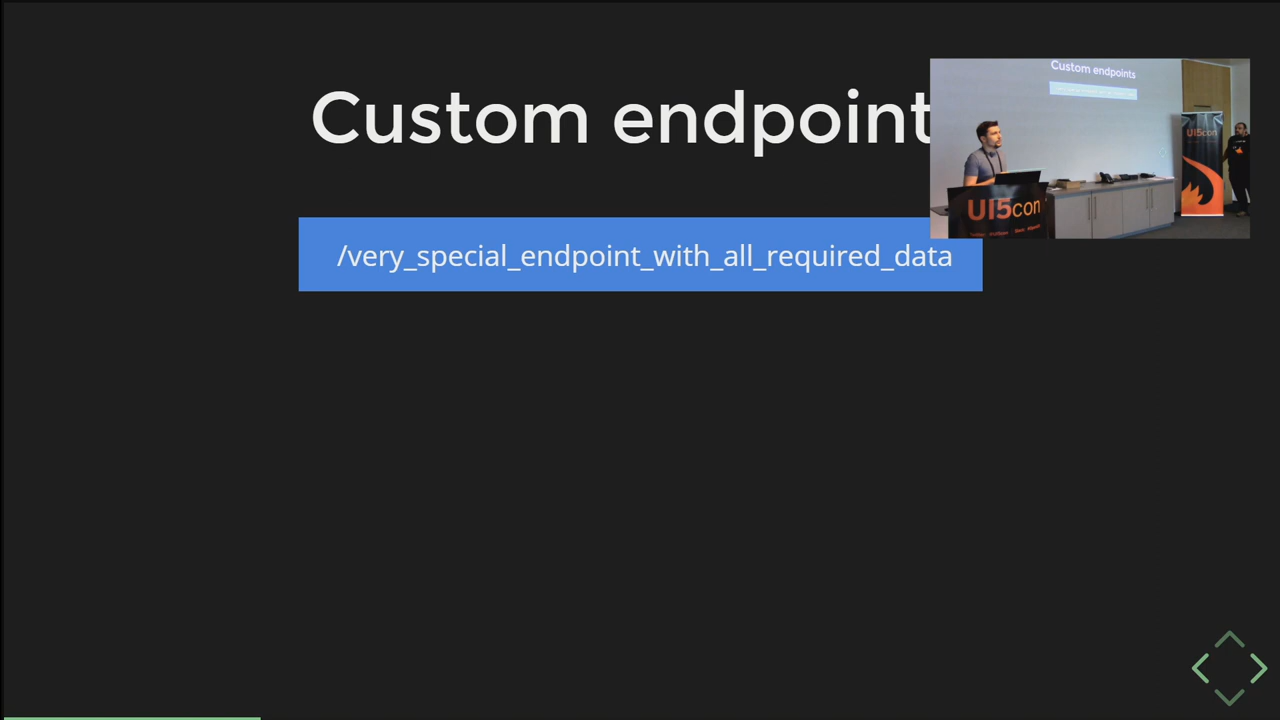 Custom endpoint
/very_special_endpoint_with_all_required_data
Custom endpoints
UI5con
UI5con